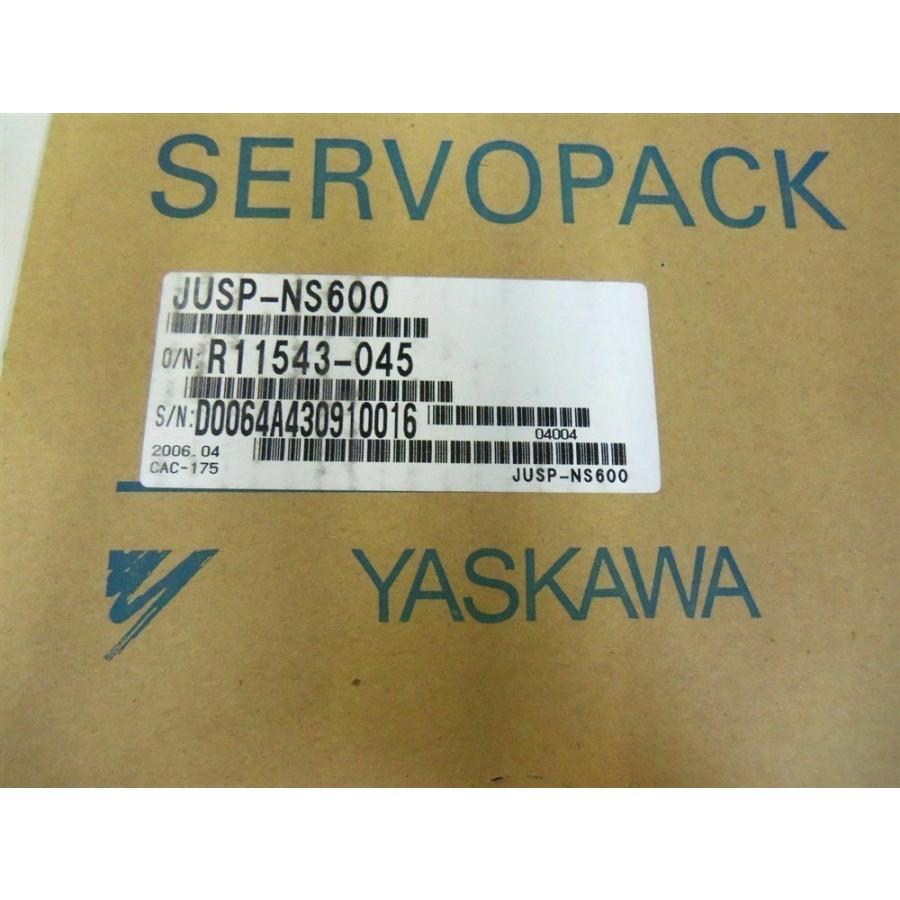 SERVOPACK
JUSP-NS600
O/N: R11543-045
S/N: D0064A430910016
04004
2006.04
CAC-175
JUSP-NS600
YASKAWA